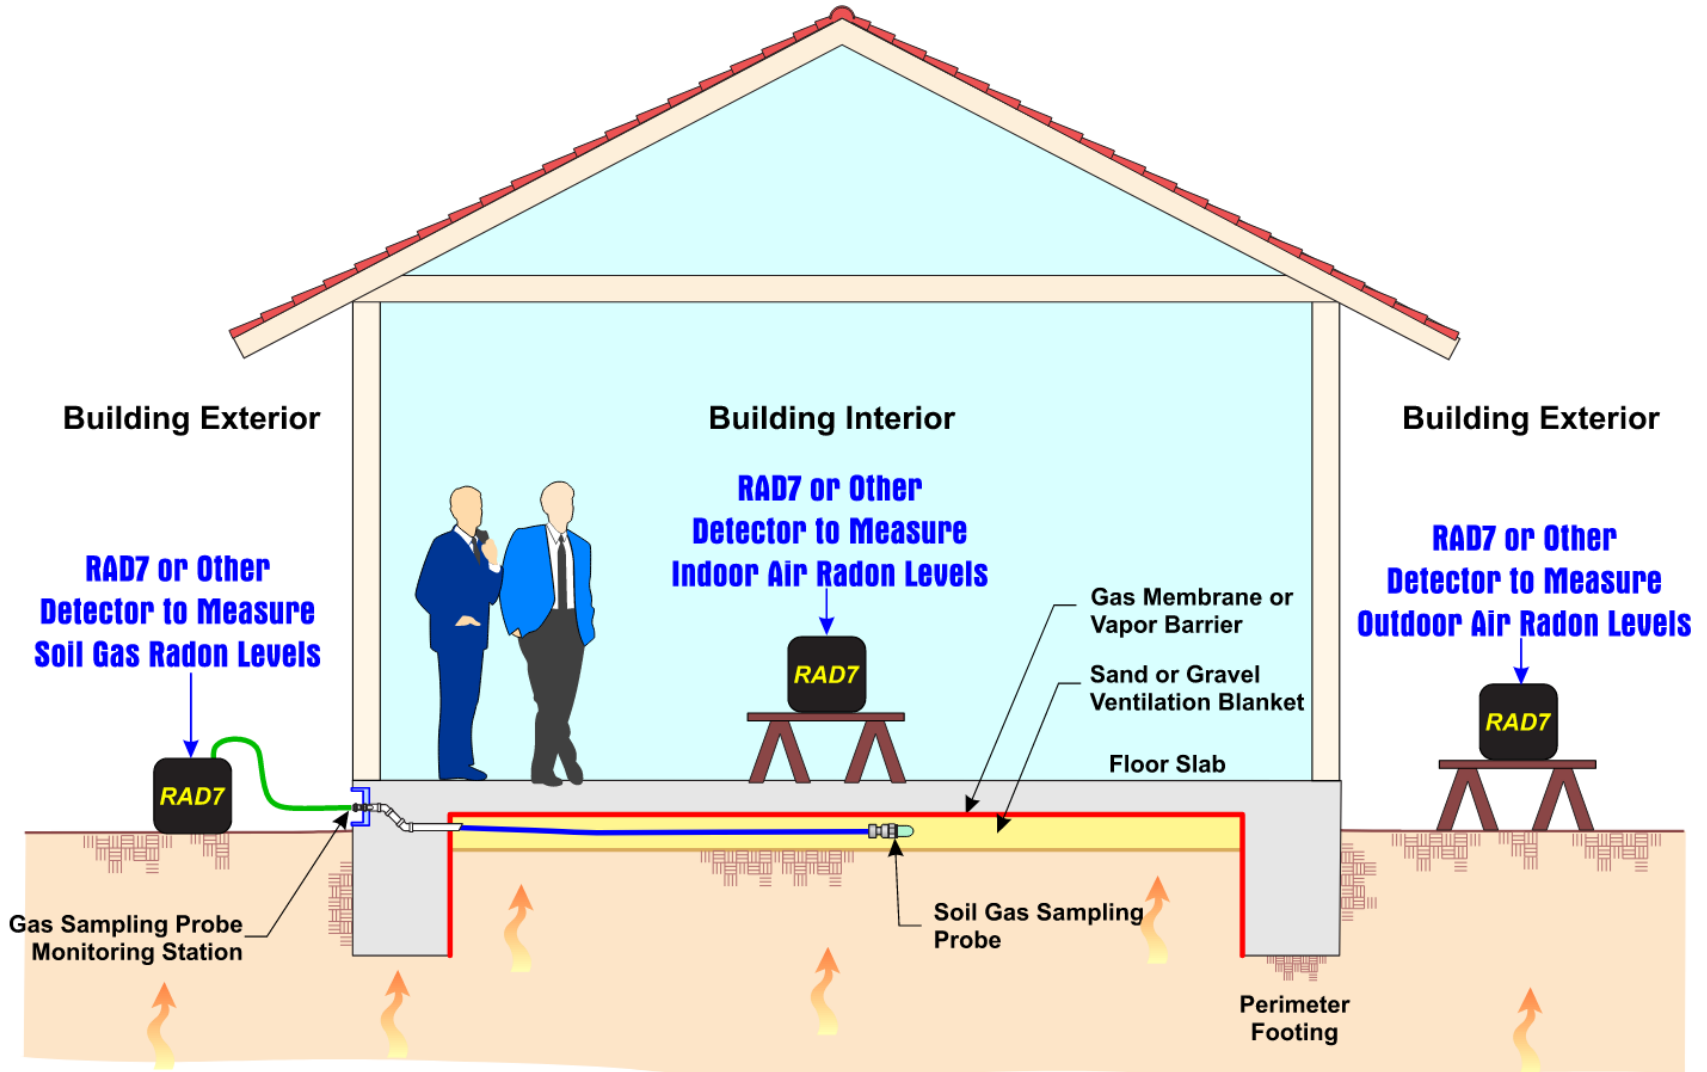 Building Exterior
Building Interior
Building Exterior
RAD7 or Other
Detector to Measure
Soil Gas Radon Levels
RAD7 or Other
Detector to Measure
Indoor Air Radon Levels
RAD7 or Other
Detector to Measure
Outdoor Air Radon Levels
Gas Membrane or
Vapor Barrier
Sand or Gravel
Ventilation Blanket
Floor Slab
RAD7
RAD7
RAD7
Gas Sampling Probe
Monitoring Station
Soil Gas Sampling
Probe
Perimeter
Footing